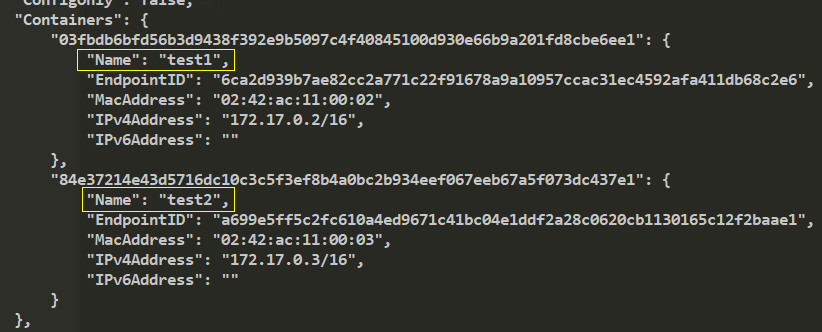 "ConfigOnly": false,
"Containers": {
"03fbdb6bfd56b3d9438f392e9b5097c4f40845100d930e66b9a201fd8cbe6ee1": {
"Name": "test1",
"EndpointID": "6ca2d939b7ae82cc2a771c22f91678a9a10957ccac31ec4592afa411db68c2e6",
"MacAddress": "02:42:ac:11:00:02",
"IPv4Address": "172.17.0.2/16",
"IPv6Address": ""
},
"84e37214e43d5716dc10c3c5f3ef8b4a0bc2b934eef067eeb67a5f073dc437e1": {
"Name": "test2",
"EndpointID": "a699e5ff5c2fc610a4ed9671c41bc04e1ddf2a28c0620cb1130165c12f2baae1",
"MacAddress": "02:42:ac:11:00:03",
"IPv4Address": "172.17.0.3/16",
"IPv6Address": ""
}
},